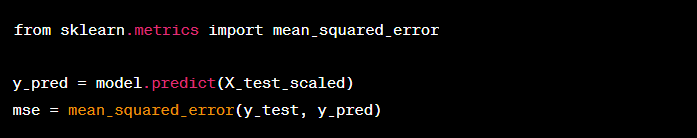 from sklearn.metrics import mean_squared_error
y_pred = model.predict(X_test_scaled)
mse = mean_squared_error(y_test, y_pred)